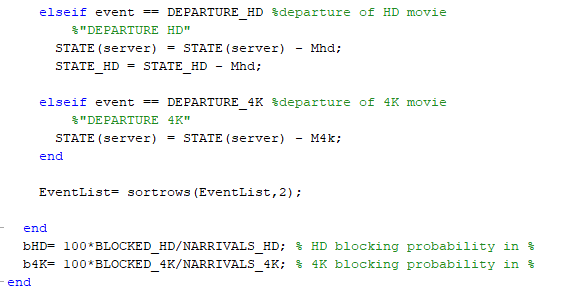 elseif event == DEPARTURE_HD %departure of HD movie
%"DEPARTURE HD"
STATE(server) = STATE(server) - Mhd;
STATE_HD = STATE_HD - Mhd;
elseif event == DEPARTURE_4K %departure of 4K movie
%"DEPARTURE 4K"
STATE(server) = STATE(server) - M4k;
end
EventList= sortrows(EventList,2);
end
bHD= 100*BLOCKED_HD/NARRIVALS_HD; % HD blocking probability in %
b4K= 100*BLOCKED_4K/NARRIVALS_4K; % 4K blocking probability in %
end